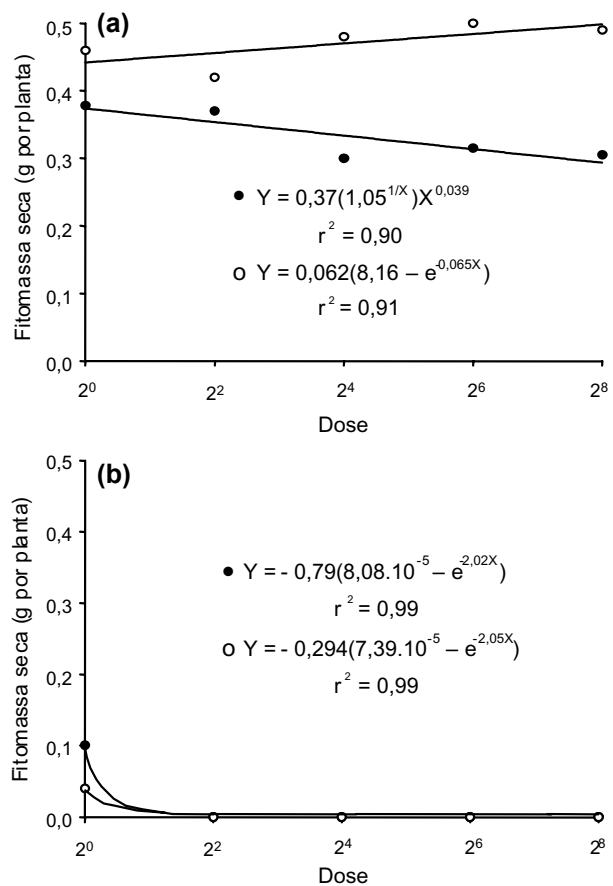 (a)
Fitomassa seca (g por planta)
0,5
0,4
0,3
0,2
0,1
0,0
● Y = 0,37(1,05^{1/X})X^{0,039}
r² = 0,90
o Y = 0,062(8,16 – e^{-0,065X})
r² = 0,91
2⁰ 2² 2⁴ 2⁶ 2⁸
Dose
(b)
Fitomassa seca (g por planta)
0,5
0,4
0,3
0,2
0,1
0,0
● Y = - 0,79(8,08.10⁻⁵ – e^{-2,02X})
r² = 0,99
o Y = - 0,294(7,39.10⁻⁵ – e^{-2,05X})
r² = 0,99
2⁰ 2² 2⁴ 2⁶ 2⁸
Dose